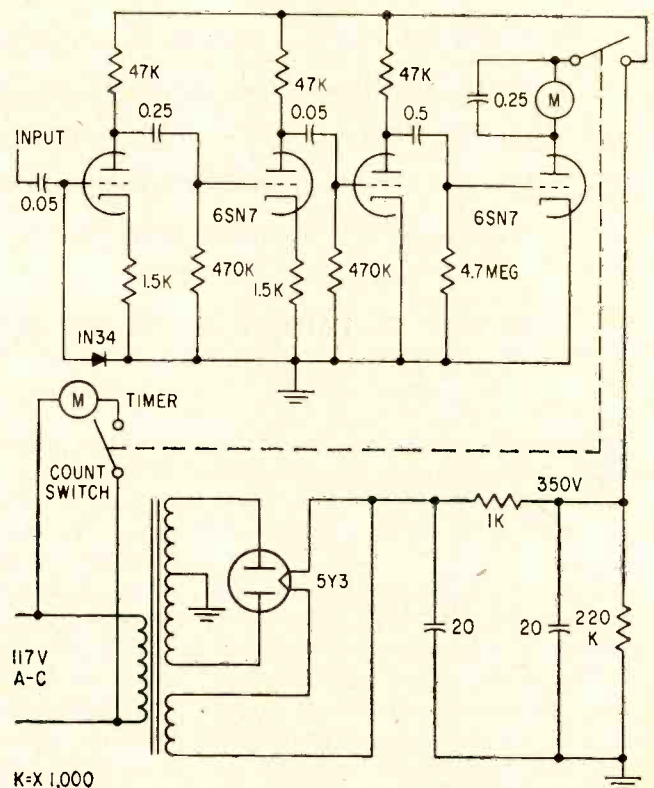 47K
47K
47K
0.25
0.05
0.5
0.25
M
INPUT
0.05
6SN7
6SN7
1.5K
470K
1.5K
470K
4.7MEG
1N34
M
TIMER
COUNT
SWITCH
350V
1K
5Y3
20
20
220
K
117V
A-C
K=X 1,000